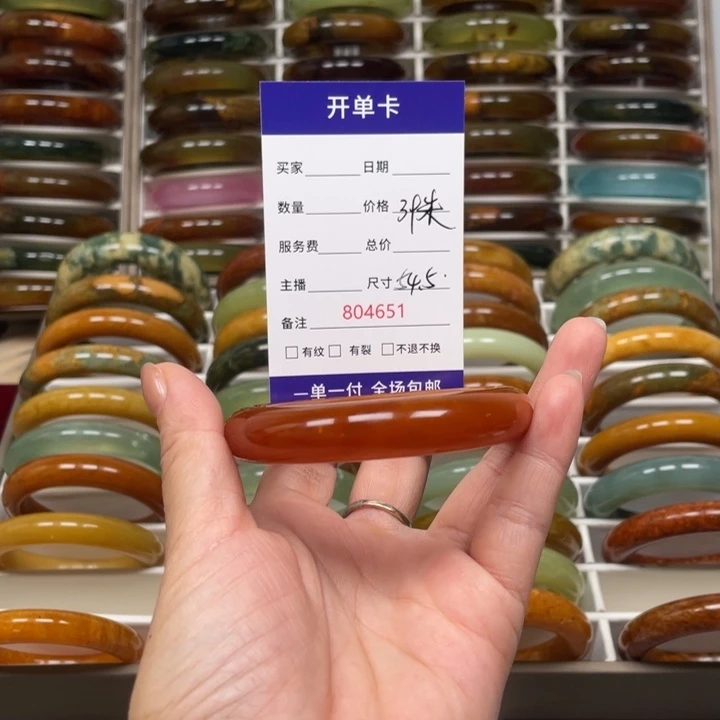 开单卡
买家 日期
数量 价格
服务费 总价
主播 尺寸 54.5
备注 804651
有纹 有裂 不退不换
一单一付 全场包邮